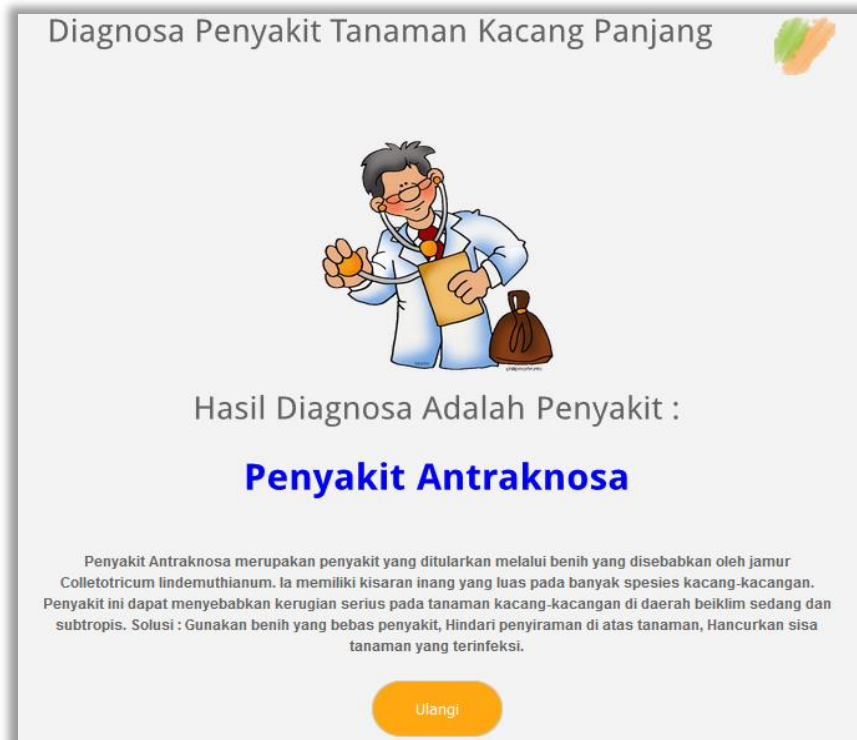 Diagnosa Penyakit Tanaman Kacang Panjang
Hasil Diagnosa Adalah Penyakit :
Penyakit Antraknosa
Penyakit Antraknosa merupakan penyakit yang ditularkan melalui benih yang disebabkan oleh jamur
Colletotricum lindemuthianum. Ia memiliki kisaran inang yang luas pada banyak spesies kacang-kacangan.
Penyakit ini dapat menyebabkan kerugian serius pada tanaman kacang-kacangan di daerah beiklim sedang dan
subtropis. Solusi : Gunakan benih yang bebas penyakit, Hindari penyiraman di atas tanaman, Hancurkan sisa
tanaman yang terinfeksi.
Ulangi